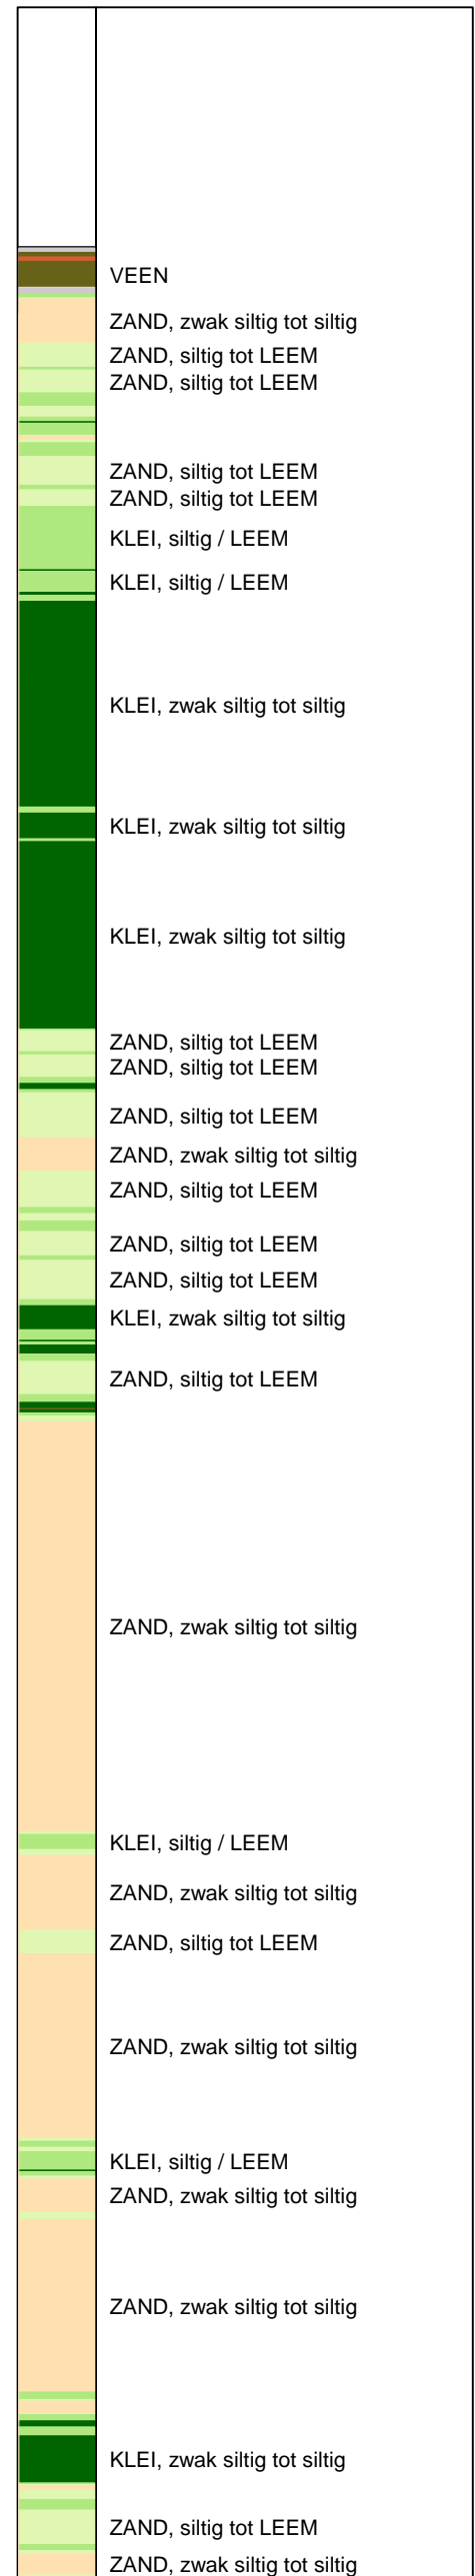 VEEN
ZAND, zwak siltig tot siltig
ZAND, siltig tot LEEM
ZAND, siltig tot LEEM
ZAND, siltig tot LEEM
ZAND, siltig tot LEEM
KLEI, siltig / LEEM
KLEI, siltig / LEEM
KLEI, zwak siltig tot siltig
KLEI, zwak siltig tot siltig
KLEI, zwak siltig tot siltig
ZAND, siltig tot LEEM
ZAND, siltig tot LEEM
ZAND, siltig tot LEEM
ZAND, zwak siltig tot siltig
ZAND, siltig tot LEEM
ZAND, siltig tot LEEM
ZAND, siltig tot LEEM
KLEI, zwak siltig tot siltig
ZAND, siltig tot LEEM
ZAND, zwak siltig tot siltig
KLEI, siltig / LEEM
ZAND, zwak siltig tot siltig
ZAND, siltig tot LEEM
ZAND, zwak siltig tot siltig
KLEI, siltig / LEEM
ZAND, zwak siltig tot siltig
ZAND, zwak siltig tot siltig
KLEI, zwak siltig tot siltig
ZAND, siltig tot LEEM
ZAND, zwak siltig tot siltig